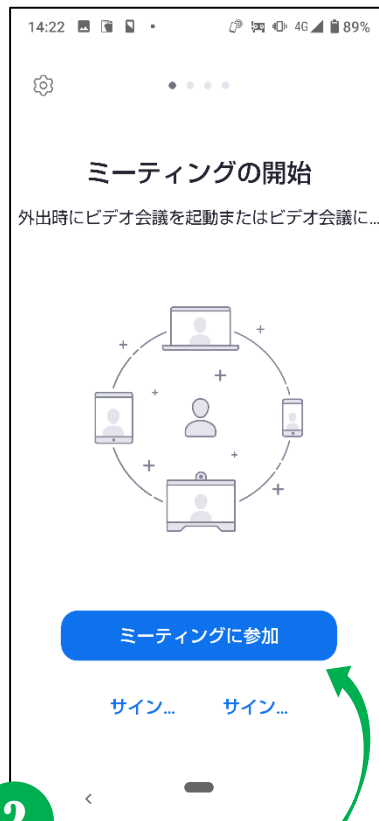 14:22 4G 89%
ミーティングの開始
外出時にビデオ会議を起動またはビデオ会議に...
ミーティングに参加
サイン... サイン...
2